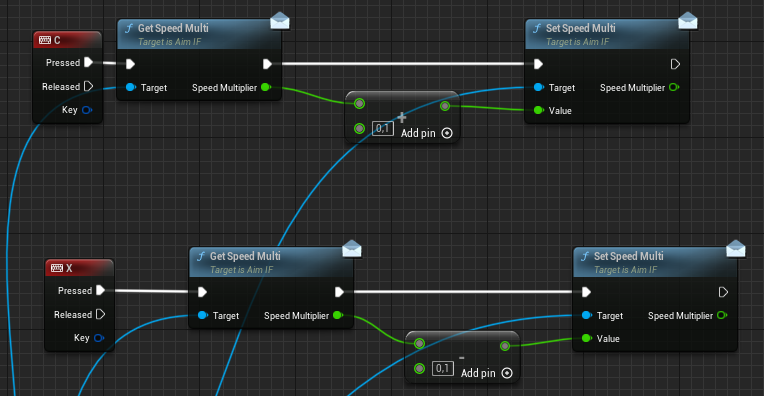 C
Pressed
Released
Key
f Get Speed Multi
Target is Aim IF
Target Speed Multiplier
+
0,1 Add pin
f Set Speed Multi
Target is Aim IF
Target Speed Multiplier
Value
X
Pressed
Released
Key
f Get Speed Multi
Target is Aim IF
Target Speed Multiplier
-
0,1 Add pin
f Set Speed Multi
Target is Aim IF
Target Speed Multiplier
Value